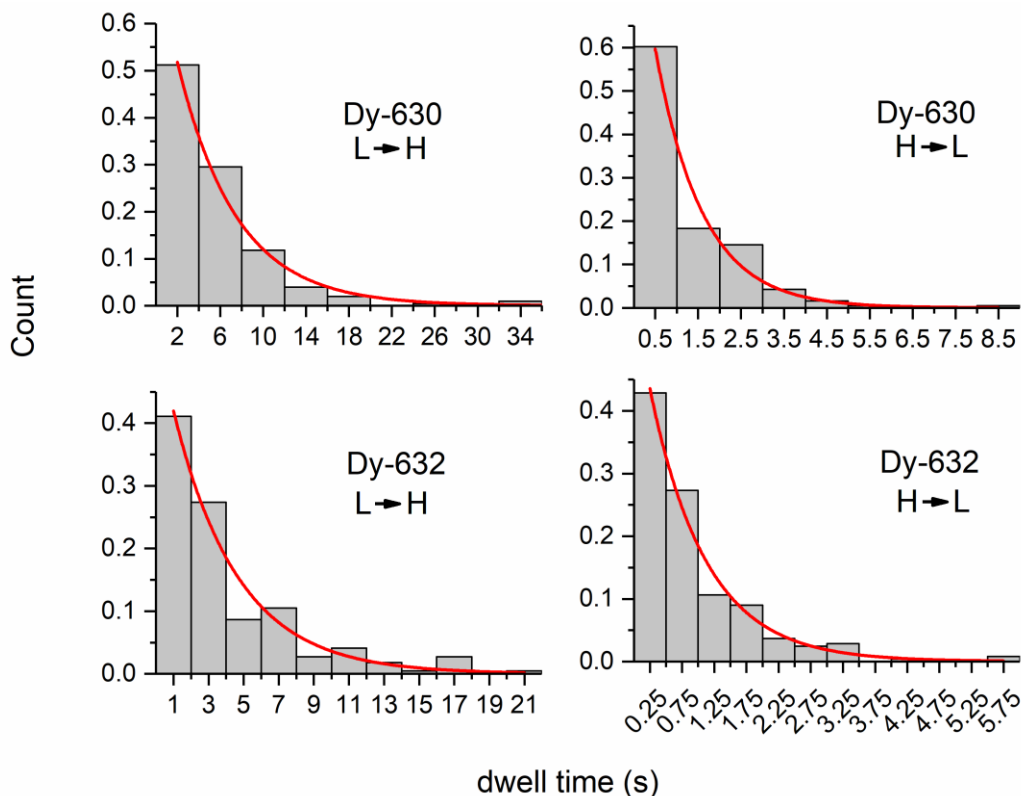 Count
0.6
0.5
0.4
0.3
0.2
0.1
0.0
Dy-630
L → H
2 6 10 14 18 22 26 30 34
0.6
0.5
0.4
0.3
0.2
0.1
0.0
Dy-630
H → L
0.5 1.5 2.5 3.5 4.5 5.5 6.5 7.5 8.5
0.4
0.3
0.2
0.1
0.0
Dy-632
L → H
1 3 5 7 9 11 13 15 17 19 21
0.4
0.3
0.2
0.1
0.0
Dy-632
H → L
0.25 0.75 1.25 1.75 2.25 2.75 3.25 3.75 4.25 4.75 5.25 5.75
dwell time (s)